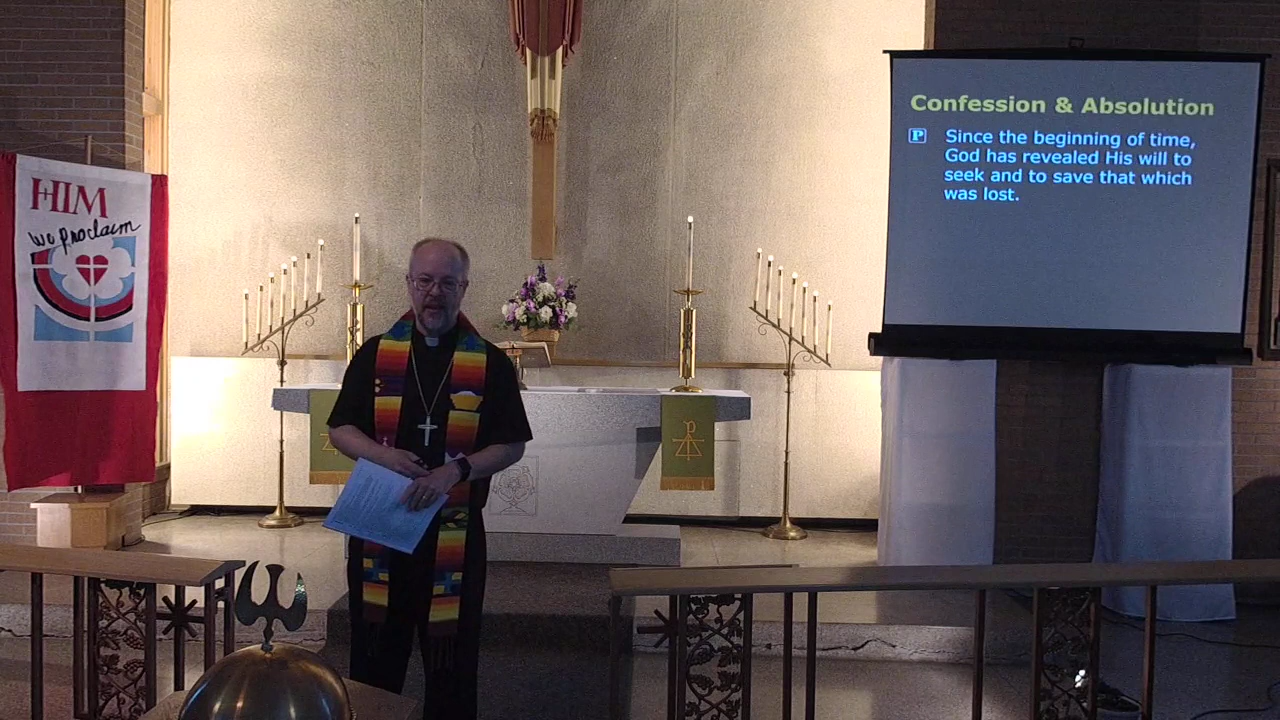 HIM
we proclaim
Confession & Absolution
P Since the beginning of time,
God has revealed His will to
seek and to save that which
was lost.